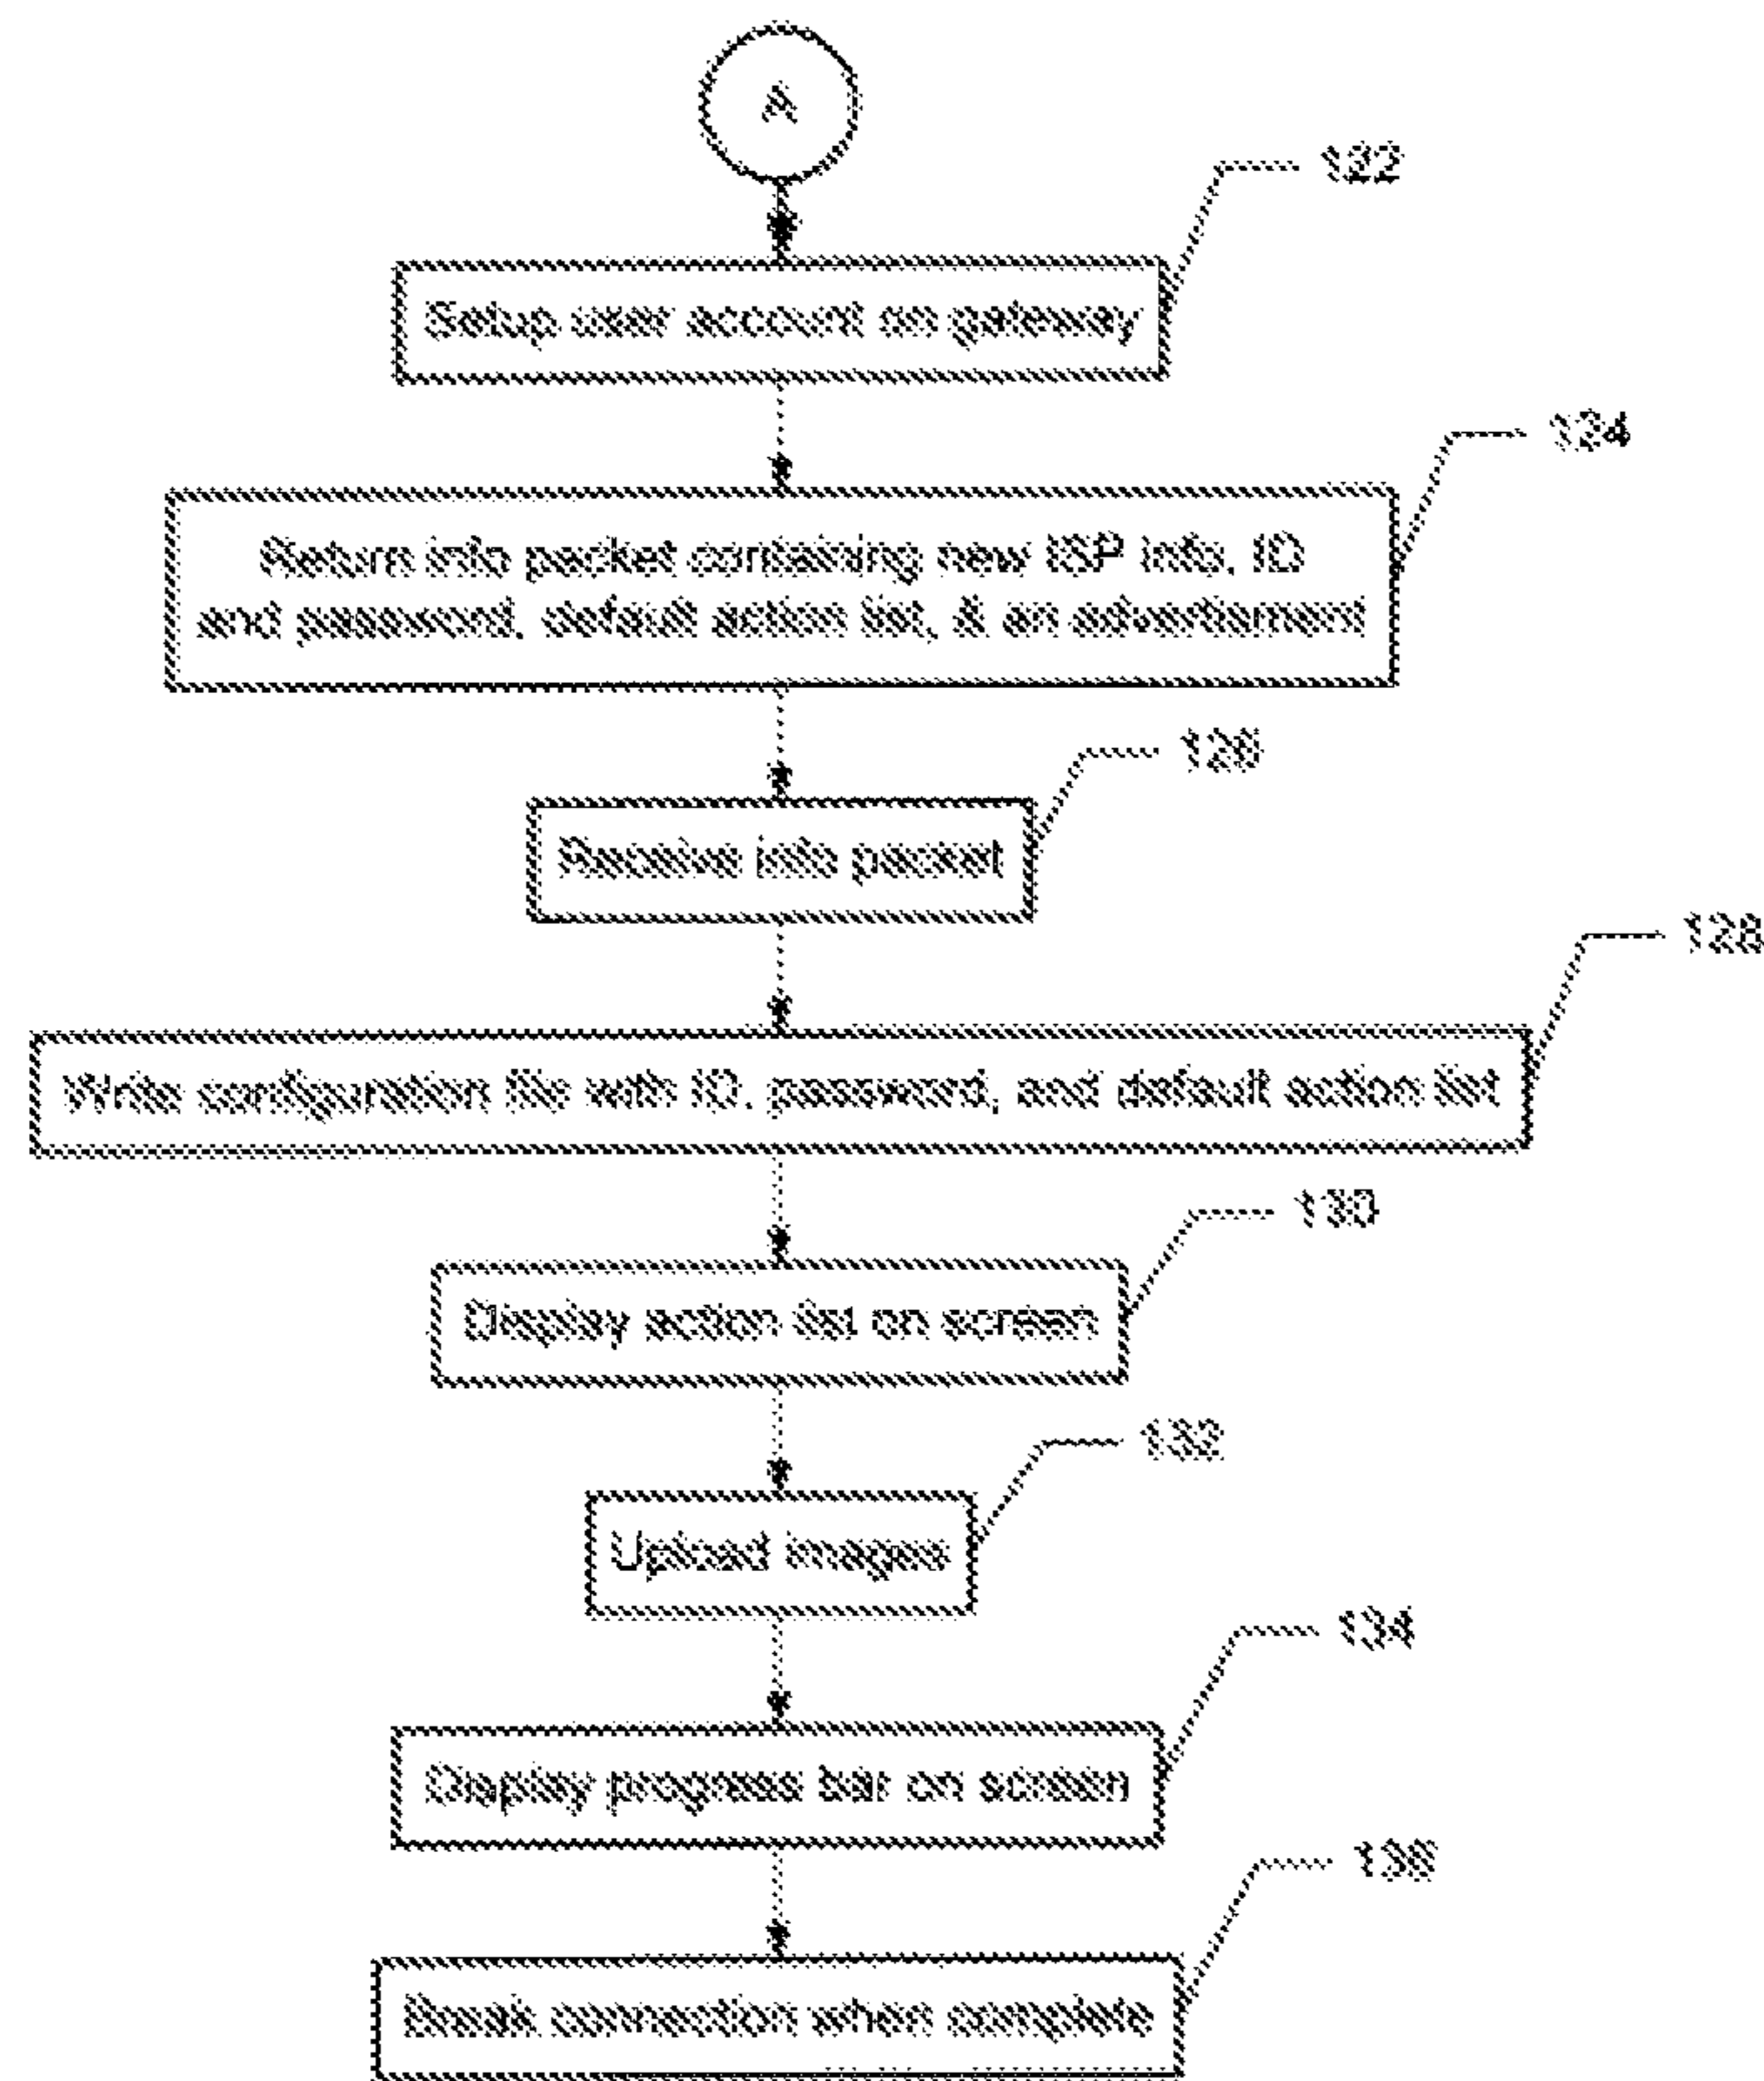 A
122
Setup user account on gateway
124
Return info packet containing new ISP info, ID
and password, default action list, & an advertisment
126
Receive info packet
128
Write configuration file with ID, password, and default action list
130
Display action list on screen
132
Upload images
134
Display progress bar on screen
136
Break connection when complete